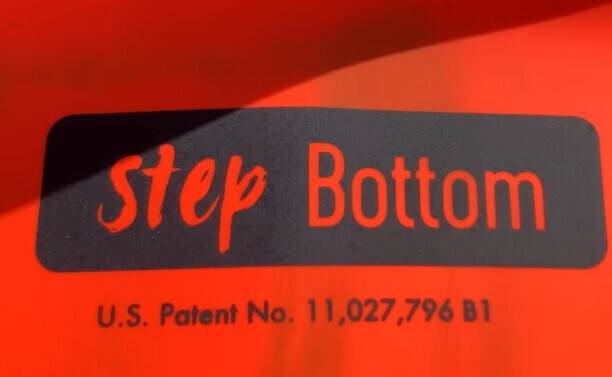 step Bottom
U.S. Patent No. 11,027,796 B1